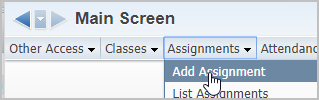 Main Screen
Other Access Classes Assignments Attendanc
Add Assignment
List Assignments